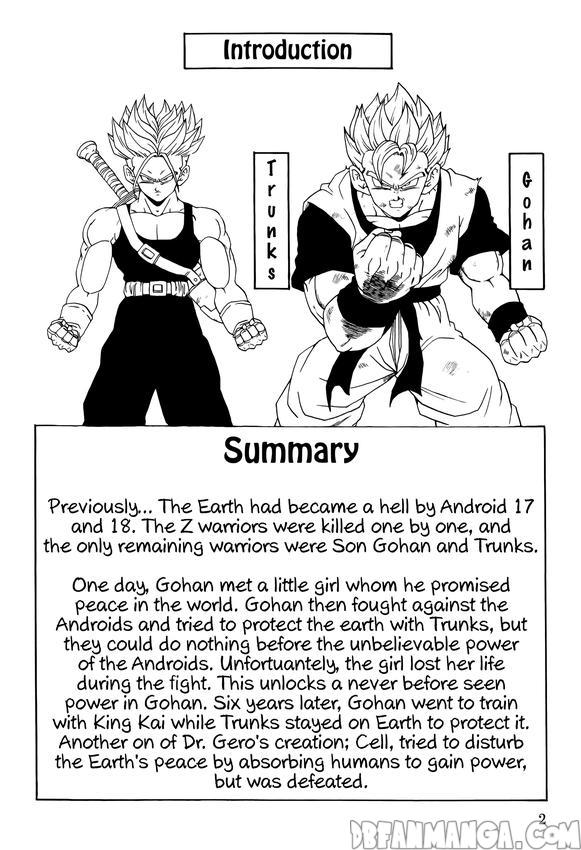 Introduction
Trunks
Gohan
Summary
Previously... The Earth had became a hell by Android 17
and 18. The Z warriors were killed one by one, and
the only remaining warriors were Son Gohan and Trunks.
One day, Gohan met a little girl whom he promised
peace in the world. Gohan then fought against the
Androids and tried to protect the earth with Trunks, but
they could do nothing before the unbelievable power
of the Androids. Unfortuantely, the girl lost her life
during the fight. This unlocks a never before seen
power in Gohan. Six years later, Gohan went to train
with King Kai while Trunks stayed on Earth to protect it.
Another on of Dr. Gero's creation; Cell, tried to disturb
the Earth's peace by absorbing humans to gain power,
but was defeated.
2
DBFANMANGA.COM